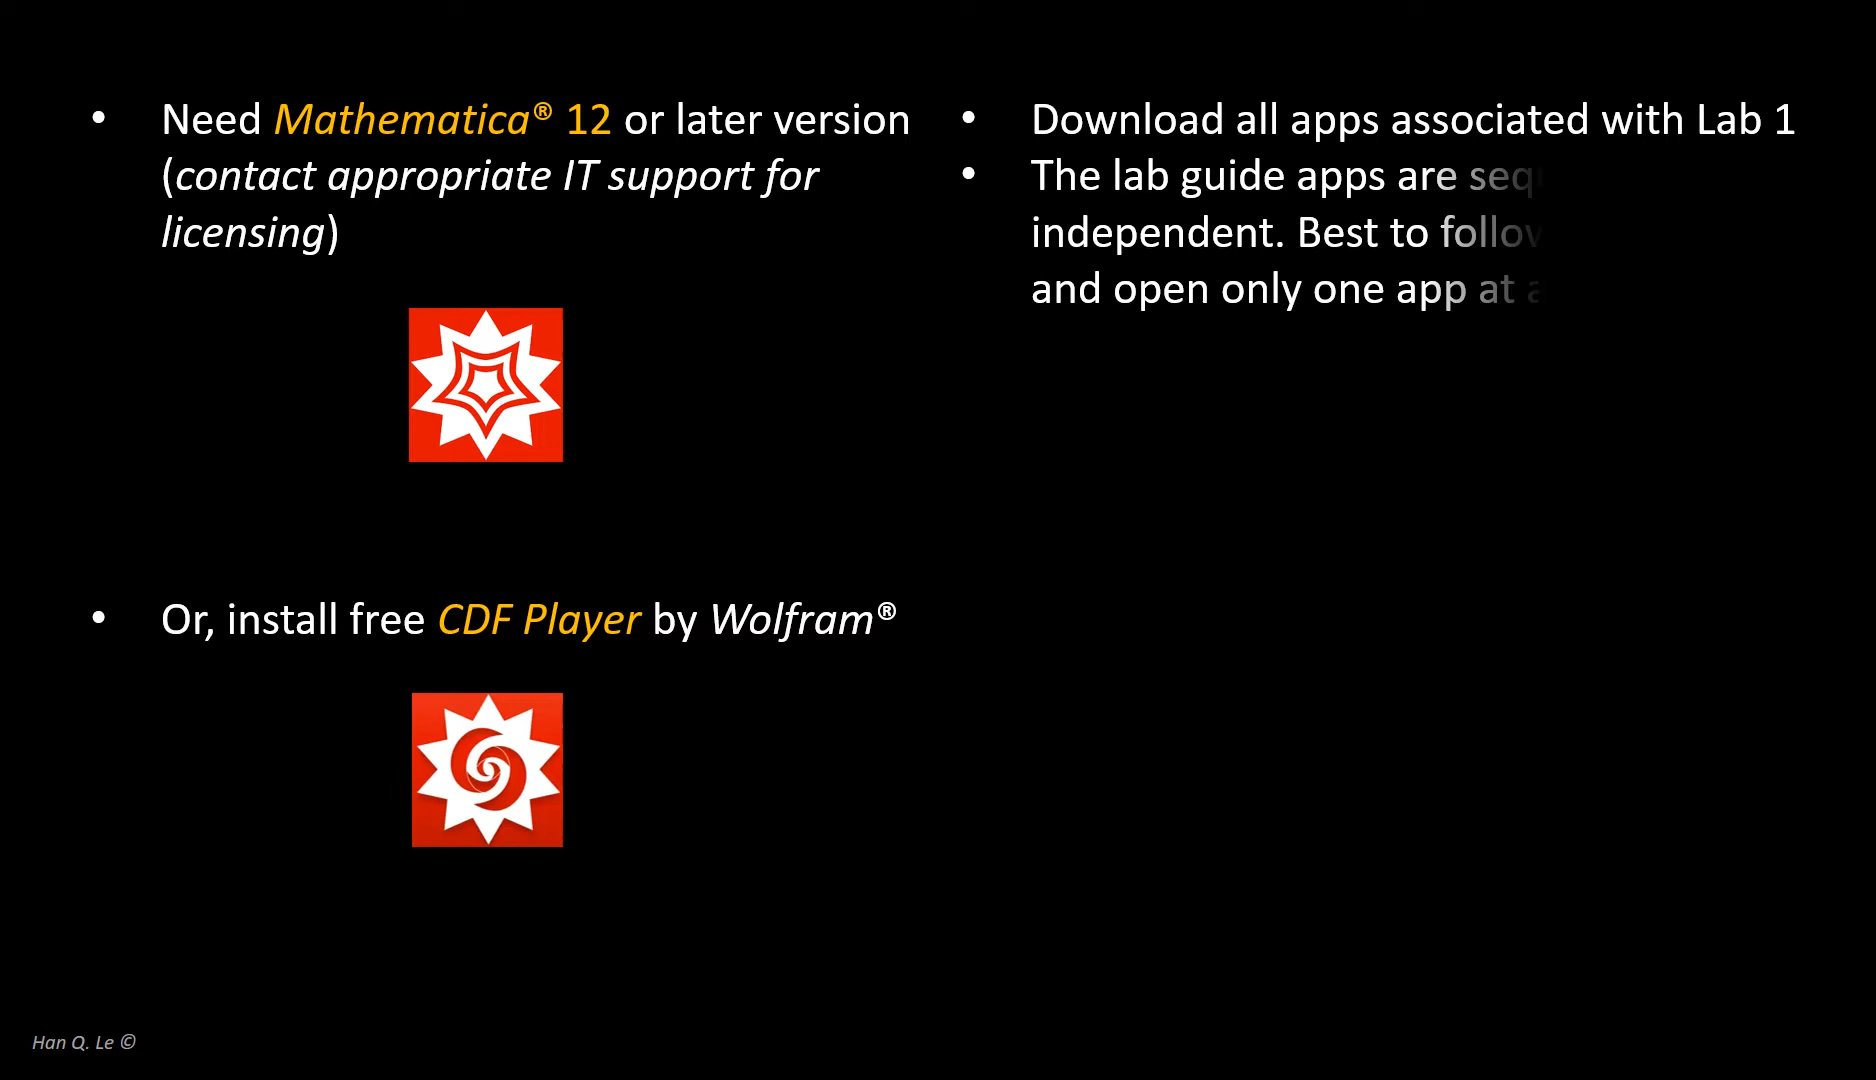 • Need Mathematica® 12 or later version
(contact appropriate IT support for
licensing)
• Or, install free CDF Player by Wolfram®
• Download all apps associated with Lab 1
• The lab guide apps are
independent. Best to
and open only one app at
Han Q. Le ©